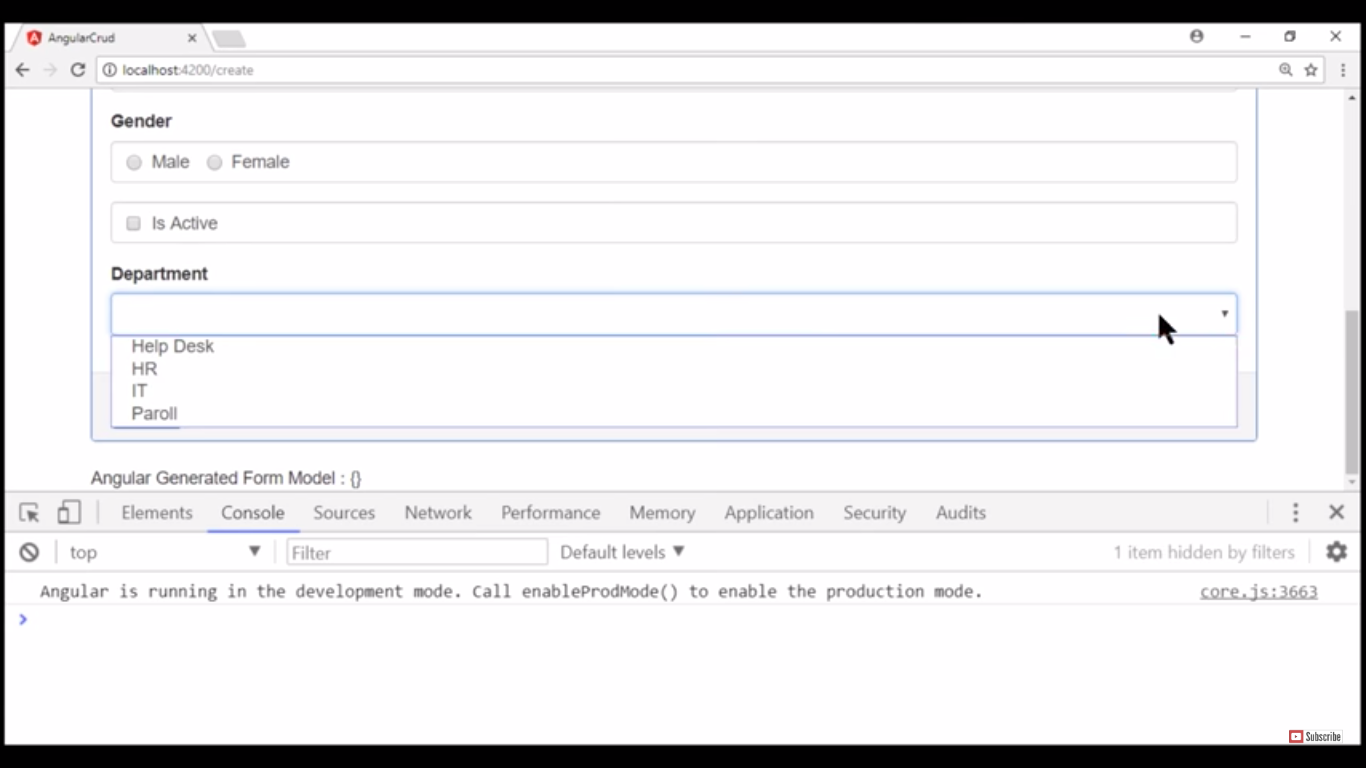 AngularCrud
localhost:4200/create
Gender
Male Female
Is Active
Department
Help Desk
HR
IT
Paroll
Angular Generated Form Model : {}
Elements Console Sources Network Performance Memory Application Security Audits
top Filter Default levels 1 item hidden by filters
Angular is running in the development mode. Call enableProdMode() to enable the production mode. core.js:3663
Subscribe